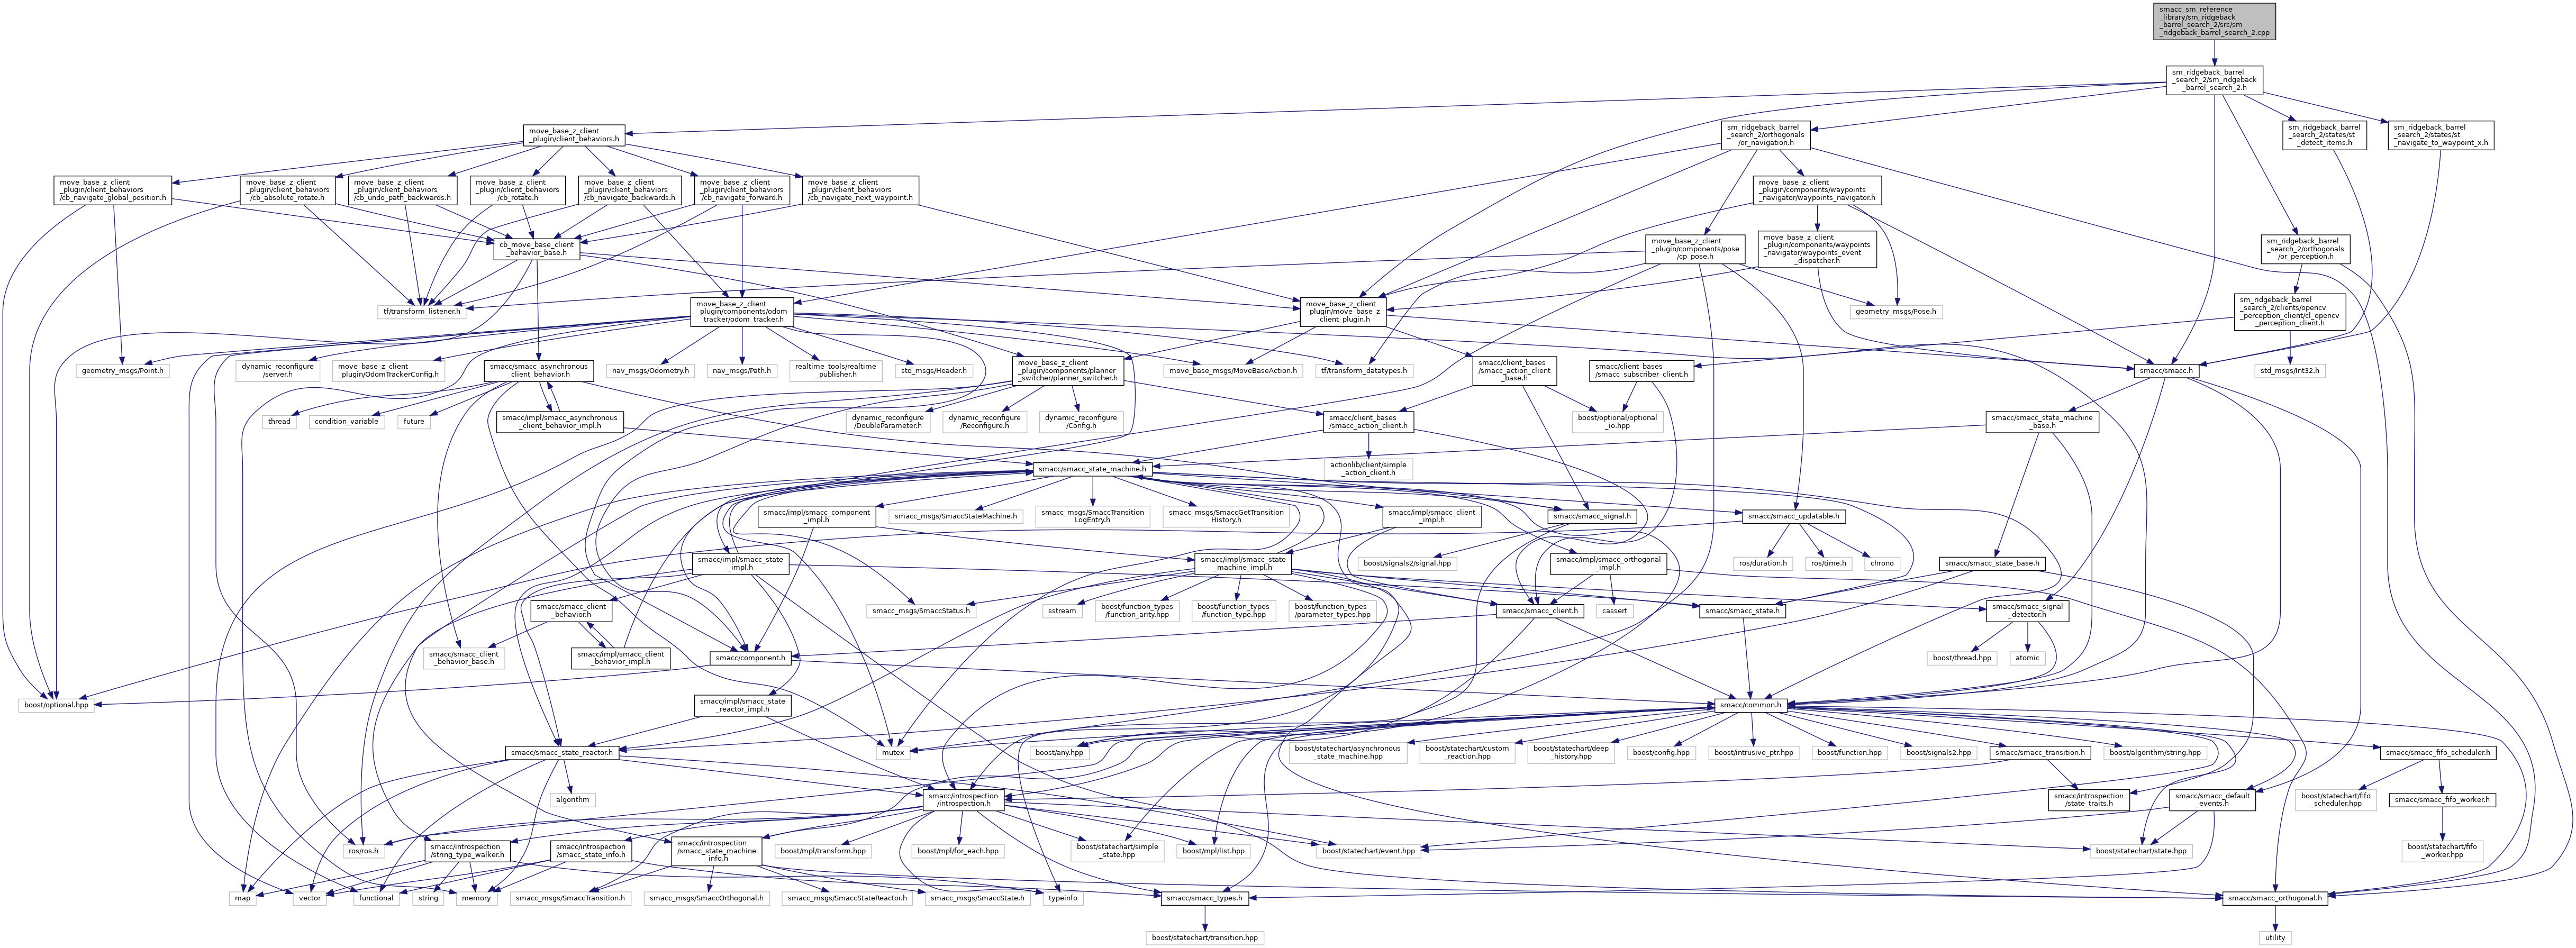 smacc_sm_reference
_library/sm_ridgeback
_barrel_search_2/src/sm
_ridgeback_barrel_search_2.cpp
sm_ridgeback_barrel
_search_2/sm_ridgeback
_barrel_search_2.h
move_base_z_client
_plugin/client_behaviors.h
sm_ridgeback_barrel
_search_2/orthogonals
/or_navigation.h
sm_ridgeback_barrel
_search_2/states/st
_detect_items.h
sm_ridgeback_barrel
_search_2/states/st
_navigate_to_waypoint_x.h
move_base_z_client
_plugin/client_behaviors
/cb_navigate_global_position.h
move_base_z_client
_plugin/client_behaviors
/cb_absolute_rotate.h
move_base_z_client
_plugin/client_behaviors
/cb_undo_path_backwards.h
move_base_z_client
_plugin/client_behaviors
/cb_rotate.h
move_base_z_client
_plugin/client_behaviors
/cb_navigate_backwards.h
move_base_z_client
_plugin/client_behaviors
/cb_navigate_forward.h
move_base_z_client
_plugin/client_behaviors
/cb_navigate_next_waypoint.h
move_base_z_client
_plugin/components/waypoints
_navigator/waypoints_navigator.h
cb_move_base_client
_behavior_base.h
move_base_z_client
_plugin/components/pose
/cp_pose.h
move_base_z_client
_plugin/components/waypoints
_navigator/waypoints_event
_dispatcher.h
sm_ridgeback_barrel
_search_2/orthogonals
/or_perception.h
tf/transform_listener.h
move_base_z_client
_plugin/components/odom
_tracker/odom_tracker.h
move_base_z_client
_plugin/move_base_z
_client_plugin.h
geometry_msgs/Pose.h
sm_ridgeback_barrel
_search_2/clients/opencv
_perception_client/cl_opencv
_perception_client.h
geometry_msgs/Point.h
dynamic_reconfigure
/server.h
move_base_z_client
_plugin/OdomTrackerConfig.h
smacc/smacc_asynchronous
_client_behavior.h
nav_msgs/Odometry.h
nav_msgs/Path.h
realtime_tools/realtime
_publisher.h
std_msgs/Header.h
move_base_z_client
_plugin/components/planner
_switcher/planner_switcher.h
move_base_msgs/MoveBaseAction.h
tf/transform_datatypes.h
smacc/client_bases
/smacc_action_client
_base.h
smacc/client_bases
/smacc_subscriber_client.h
smacc/smacc.h
std_msgs/Int32.h
thread
condition_variable
future
smacc/impl/smacc_asynchronous
_client_behavior_impl.h
dynamic_reconfigure
/DoubleParameter.h
dynamic_reconfigure
/Reconfigure.h
dynamic_reconfigure
/Config.h
smacc/client_bases
/smacc_action_client.h
boost/optional/optional
_io.hpp
smacc/smacc_state_machine
_base.h
smacc/smacc_state_machine.h
actionlib/client/simple
_action_client.h
smacc/impl/smacc_component
_impl.h
smacc_msgs/SmaccStateMachine.h
smacc_msgs/SmaccTransition
LogEntry.h
smacc_msgs/SmaccGetTransition
History.h
smacc/impl/smacc_client
_impl.h
smacc/smacc_signal.h
smacc/smacc_updatable.h
smacc/impl/smacc_state
_impl.h
smacc/impl/smacc_state
_machine_impl.h
boost/signals2/signal.hpp
smacc/impl/smacc_orthogonal
_impl.h
ros/duration.h
ros/time.h
chrono
smacc/smacc_state_base.h
smacc/smacc_client
_behavior.h
smacc_msgs/SmaccStatus.h
sstream
boost/function_types
/function_arity.hpp
boost/function_types
/function_type.hpp
boost/function_types
/parameter_types.hpp
smacc/smacc_client.h
cassert
smacc/smacc_state.h
smacc/smacc_signal
_detector.h
smacc/smacc_client
_behavior_base.h
smacc/impl/smacc_client
_behavior_impl.h
smacc/component.h
boost/thread.hpp
atomic
boost/optional.hpp
smacc/impl/smacc_state
_reactor_impl.h
smacc/common.h
smacc/smacc_state_reactor.h
mutex
boost/any.hpp
boost/statechart/asynchronous
_state_machine.hpp
boost/statechart/custom
_reaction.hpp
boost/statechart/deep
_history.hpp
boost/config.hpp
boost/intrusive_ptr.hpp
boost/function.hpp
boost/signals2.hpp
smacc/smacc_transition.h
boost/algorithm/string.hpp
smacc/smacc_fifo_scheduler.h
algorithm
smacc/introspection
/introspection.h
smacc/introspection
/state_traits.h
smacc/smacc_default
_events.h
boost/statechart/fifo
_scheduler.hpp
smacc/smacc_fifo_worker.h
ros/ros.h
smacc/introspection
/string_type_walker.h
smacc/introspection
/smacc_state_info.h
smacc/introspection
/smacc_state_machine
_info.h
boost/mpl/transform.hpp
boost/mpl/for_each.hpp
boost/statechart/simple
_state.hpp
boost/mpl/list.hpp
boost/statechart/event.hpp
boost/statechart/state.hpp
boost/statechart/fifo
_worker.hpp
map
vector
functional
string
memory
smacc_msgs/SmaccTransition.h
smacc_msgs/SmaccOrthogonal.h
smacc_msgs/SmaccStateReactor.h
smacc_msgs/SmaccState.h
typeinfo
smacc/smacc_types.h
smacc/smacc_orthogonal.h
boost/statechart/transition.hpp
utility